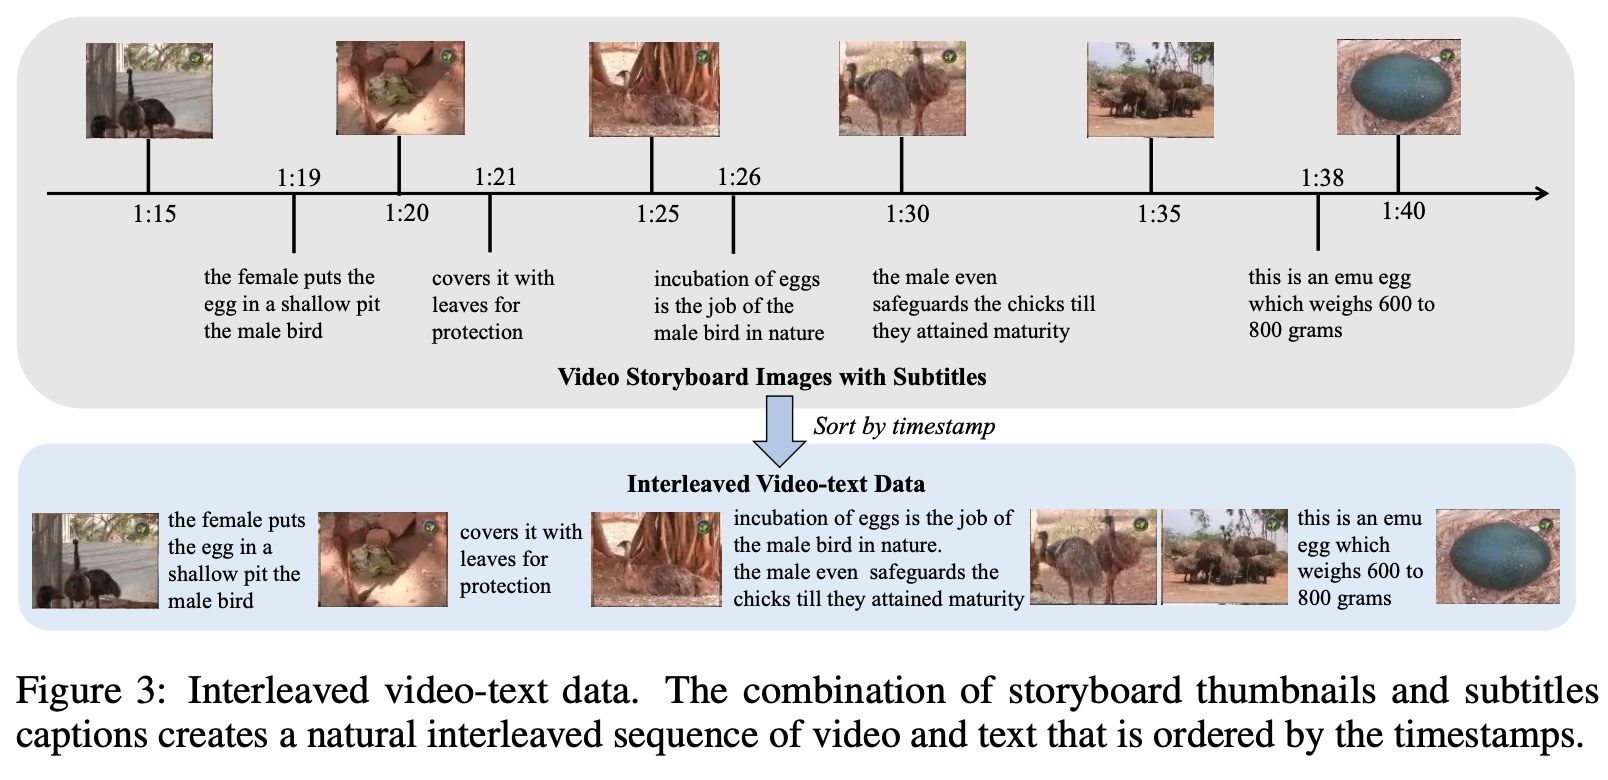 1:19
1:21
1:26
1:38
1:15
1:20
1:25
1:30
1:35
1:40
the female puts the
egg in a shallow pit
the male bird
covers it with
leaves for
protection
incubation of eggs
is the job of the
male bird in nature
the male even
safeguards the chicks till
they attained maturity
this is an emu egg
which weighs 600 to
800 grams
Video Storyboard Images with Subtitles
Sort by timestamp
Interleaved Video-text Data
the female puts
the egg in a
shallow pit the
male bird
covers it with
leaves for
protection
incubation of eggs is the job of
the male bird in nature.
the male even safeguards the
chicks till they attained maturity
this is an emu
egg which
weighs 600 to
800 grams
Figure 3: Interleaved video-text data. The combination of storyboard thumbnails and subtitles
captions creates a natural interleaved sequence of video and text that is ordered by the timestamps.